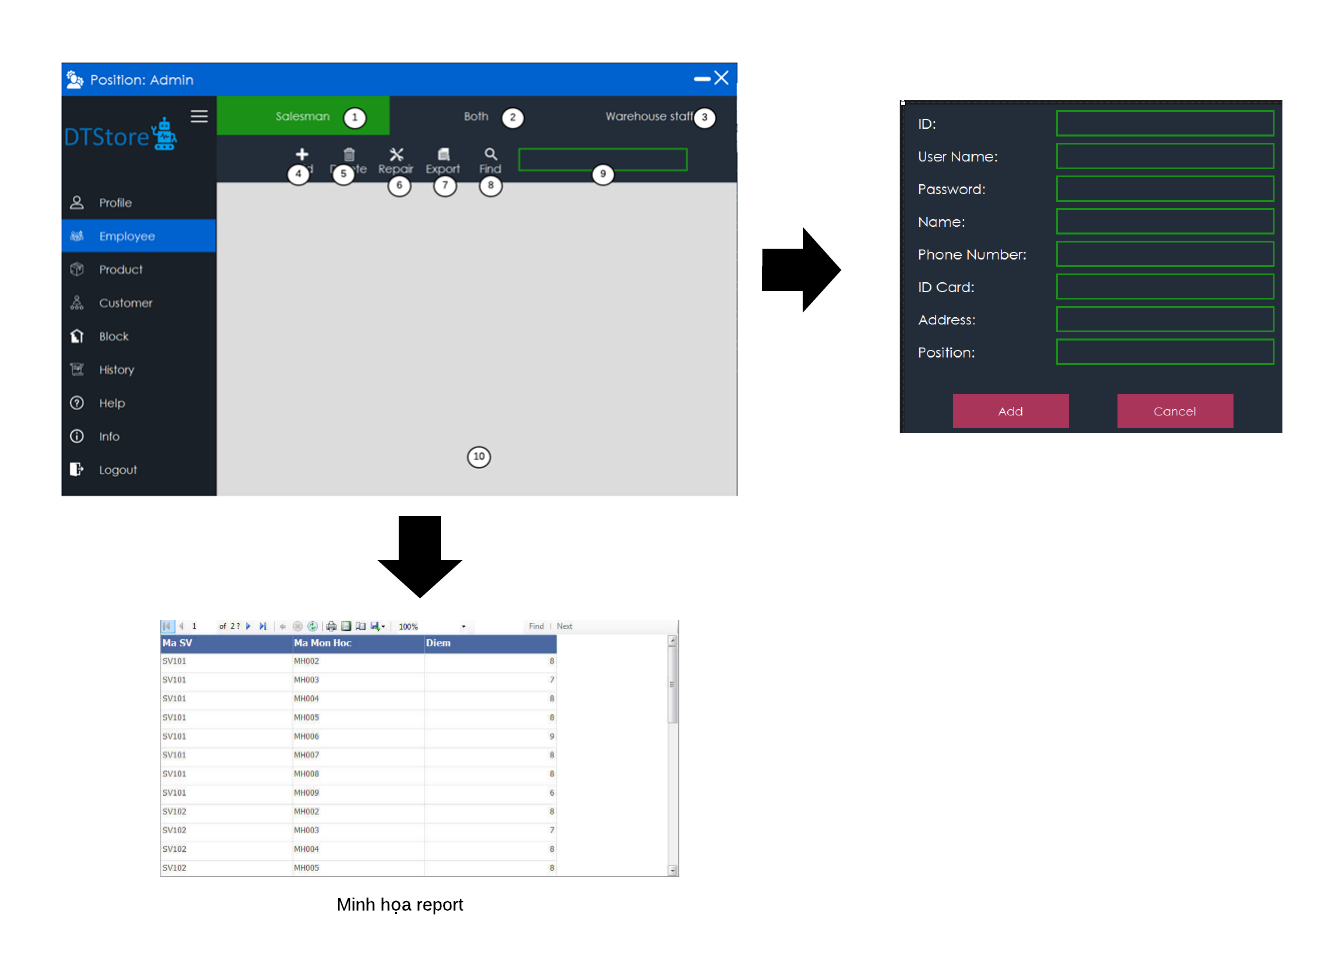 Position: Admin
DTStore
Salesman 1
Both 2
Warehouse staff 3
4
5
Repair 6
Export 7
Find 8
9
Profile
Employee
Product
Customer
Block
History
Help
Info
Logout
10
ID:
User Name:
Password:
Name:
Phone Number:
ID Card:
Address:
Position:
Add Cancel
1 of 2 ? 100% Find | Next
Ma SV Ma Mon Hoc Diem
SV101 MH002 8
SV101 MH003 7
SV101 MH004 8
SV101 MH005 8
SV101 MH006 9
SV101 MH007 8
SV101 MH008 8
SV101 MH009 6
SV102 MH002 8
SV102 MH003 7
SV102 MH004 8
SV102 MH005 8
Minh họa report